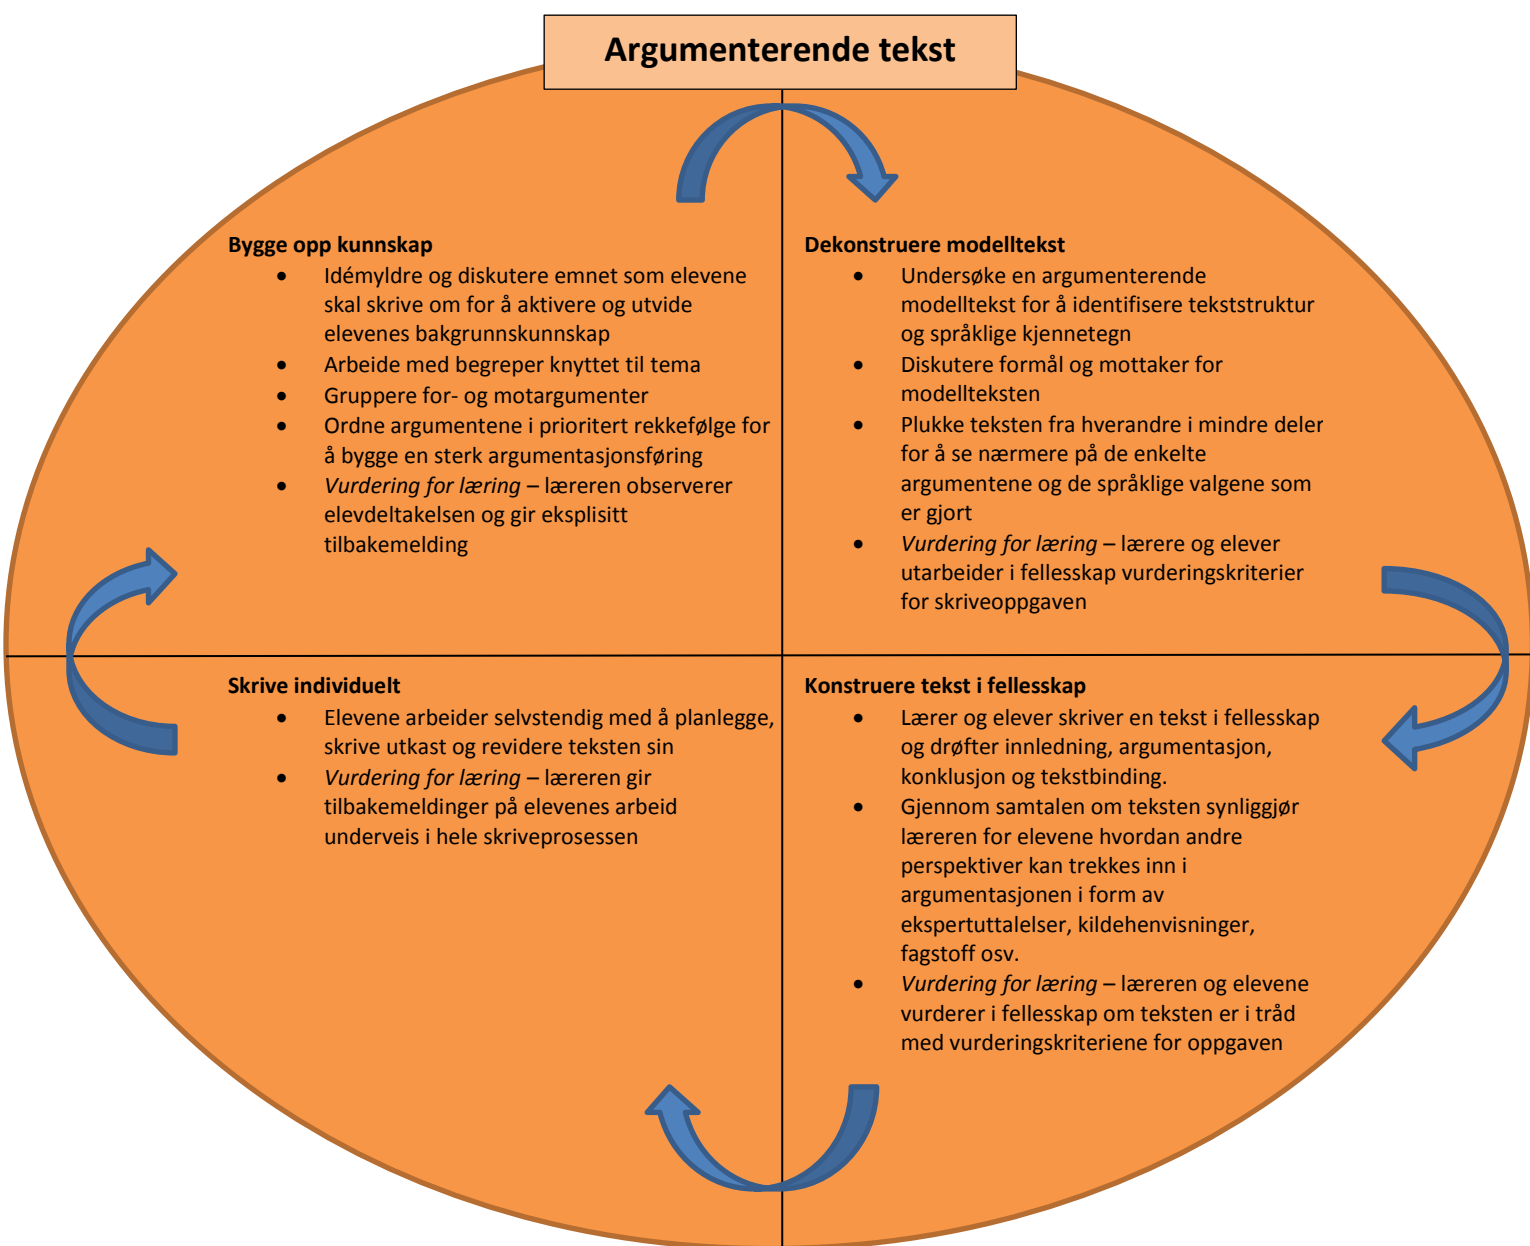 Argumenterende tekst
Bygge opp kunnskap
• Idémyldre og diskutere emnet som elevene
skal skrive om for å aktivere og utvide
elevenes bakgrunnskunnskap
• Arbeide med begreper knyttet til tema
• Gruppere for- og motargumenter
• Ordne argumentene i prioritert rekkefølge for
å bygge en sterk argumentasjonsføring
• Vurdering for læring – læreren observerer
elevdeltakelsen og gir eksplisitt
tilbakemelding
Dekonstruere modelltekst
• Undersøke en argumenterende
modelltekst for å identifisere tekststruktur
og språklige kjennetegn
• Diskutere formål og mottaker for
modellteksten
• Plukke teksten fra hverandre i mindre deler
for å se nærmere på de enkelte
argumentene og de språklige valgene som
er gjort
• Vurdering for læring – lærere og elever
utarbeider i fellesskap vurderingskriterier
for skriveoppgaven
Skrive individuelt
• Elevene arbeider selvstendig med å planlegge,
skrive utkast og revidere teksten sin
• Vurdering for læring – læreren gir
tilbakemeldinger på elevenes arbeid
underveis i hele skriveprosessen
Konstruere tekst i fellesskap
• Lærer og elever skriver en tekst i fellesskap
og drøfter innledning, argumentasjon,
konklusjon og tekstbinding.
• Gjennom samtalen om teksten synliggjør
læreren for elevene hvordan andre
perspektiver kan trekkes inn i
argumentasjonen i form av
ekspertuttalelser, kildehenvisninger,
fagstoff osv.
• Vurdering for læring – læreren og elevene
vurderer i fellesskap om teksten er i tråd
med vurderingskriteriene for oppgaven